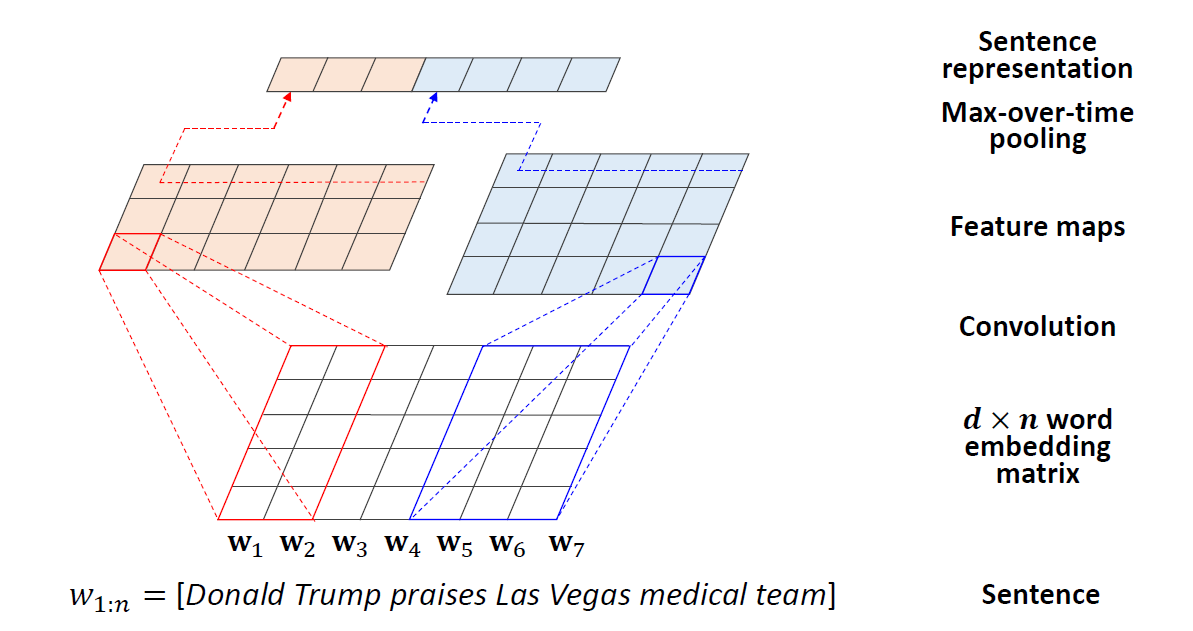 Sentence
representation
Max-over-time
pooling
Feature maps
Convolution
d × n word
embedding
matrix
w₁ w₂ w₃ w₄ w₅ w₆ w₇
w₁:ₙ = [Donald Trump praises Las Vegas medical team]
Sentence